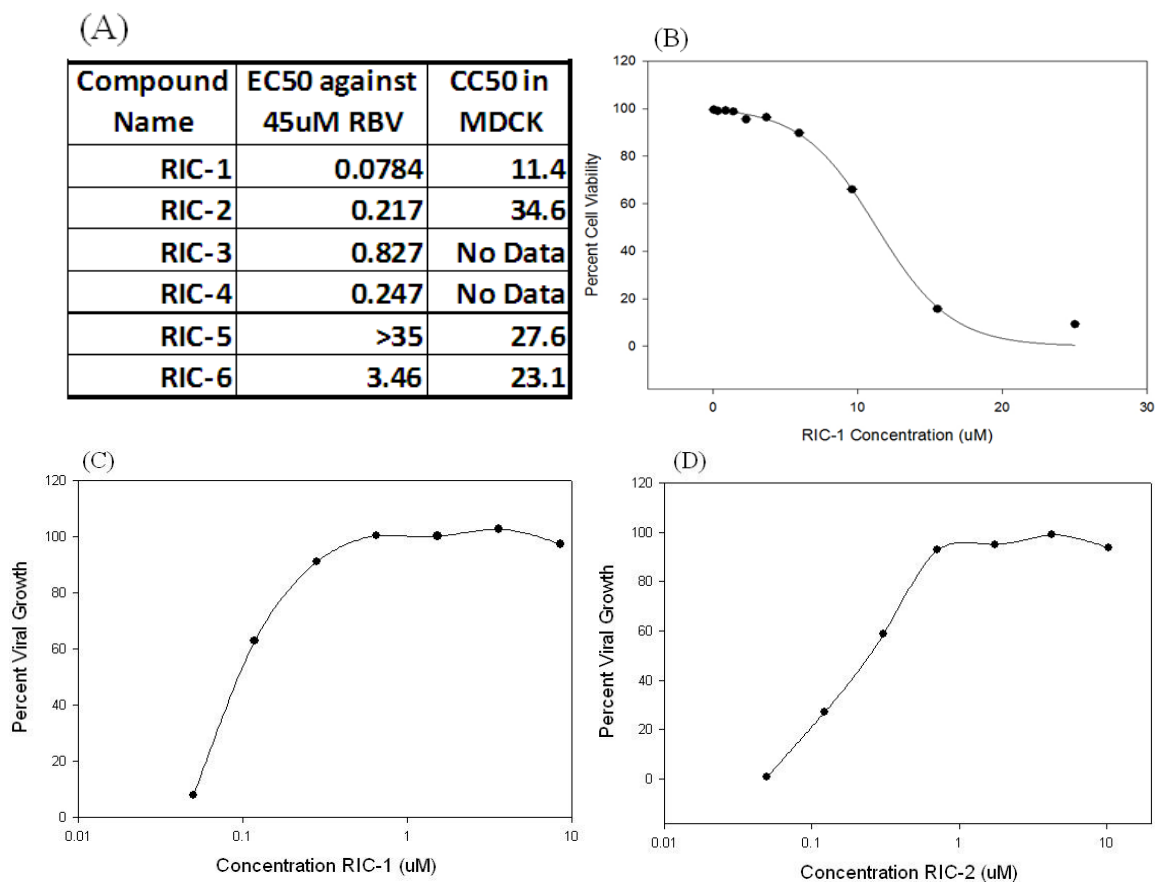 (A)
Compound Name EC50 against 45uM RBV CC50 in MDCK
RIC-1 0.0784 11.4
RIC-2 0.217 34.6
RIC-3 0.827 No Data
RIC-4 0.247 No Data
RIC-5 >35 27.6
RIC-6 3.46 23.1
(B)
Percent Cell Viability
120
100
80
60
40
20
0
0 10 20 30
RIC-1 Concentration (uM)
(C)
Percent Viral Growth
120
100
80
60
40
20
0
0.01 0.1 1 10
Concentration RIC-1 (uM)
(D)
Percent Viral Growth
120
100
80
60
40
20
0
0.01 0.1 1 10
Concentration RIC-2 (uM)